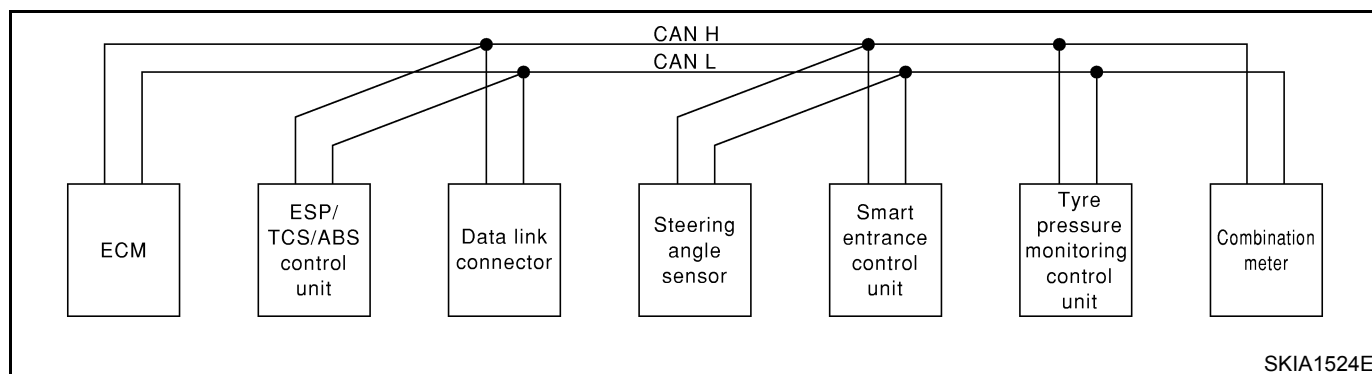 CAN H
CAN L
ECM
ESP/
TCS/ABS
control
unit
Data link
connector
Steering
angle
sensor
Smart
entrance
control
unit
Tyre
pressure
monitoring
control
unit
Combination
meter
SKIA1524E